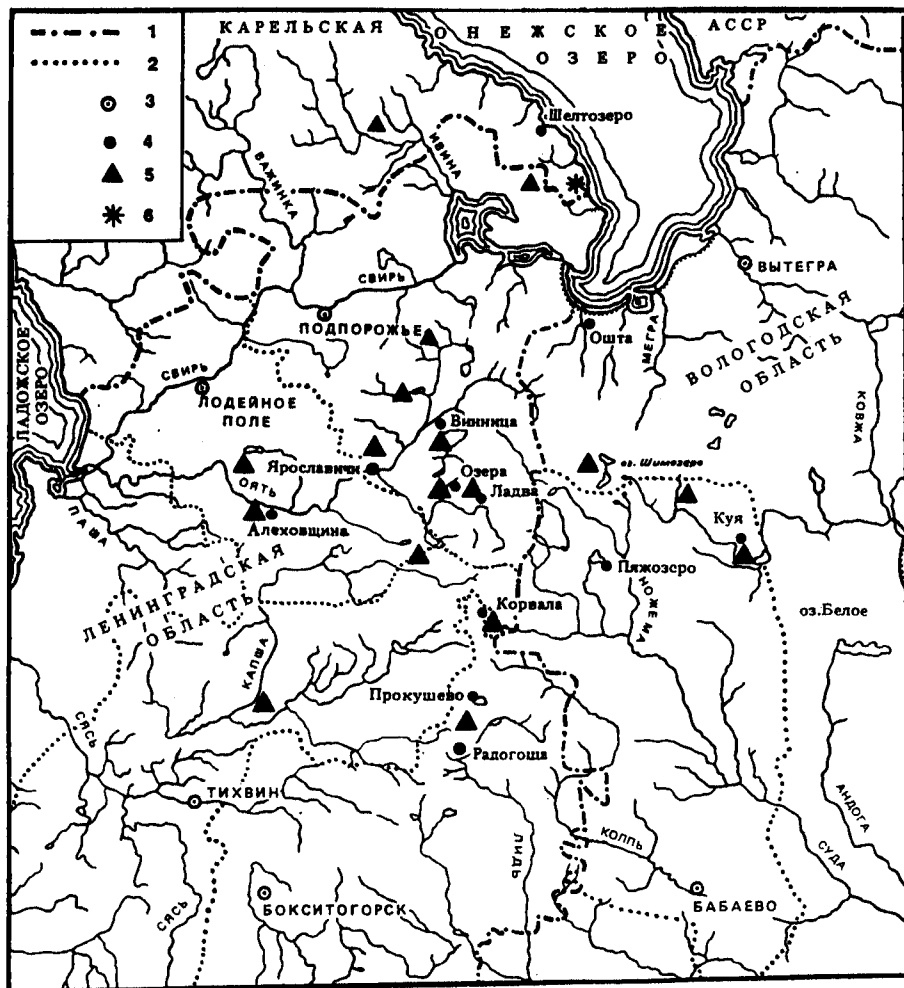 1
2
3
4
5
6
КАРЕЛЬСКАЯ
АССР
ОНЕЖСКОЕ
ОЗЕРО
Шелтозеро
ИВИНА
ВАЖИНКА
СВИРЬ
ВЫТЕГРА
ПОДПОРОЖЬЕ
Ошта
МЕГРА
ВОЛОГОДСКАЯ
ОБЛАСТЬ
ЛАДОЖСКОЕ
ОЗЕРО
СВИРЬ
ЛОДЕЙНОЕ
ПОЛЕ
КОВЖА
Винница
Ярославичи
Озера
оз. Шимозеро
ОЯТЬ
Ладва
ПАША
Алеховщина
Куя
ЛЕНИНГРАДСКАЯ
ОБЛАСТЬ
Пяжозсро
НОЖЕМА
Корвала
оз.Белое
КАПША
Прокушево
СЯСЬ
Радогоща
ТИХВИН
АНДОГА
КОЛПЬ
СУДА
ЛИДЬ
БОКСИТОГОРСК
БАБАЕВО
СЯСЬ